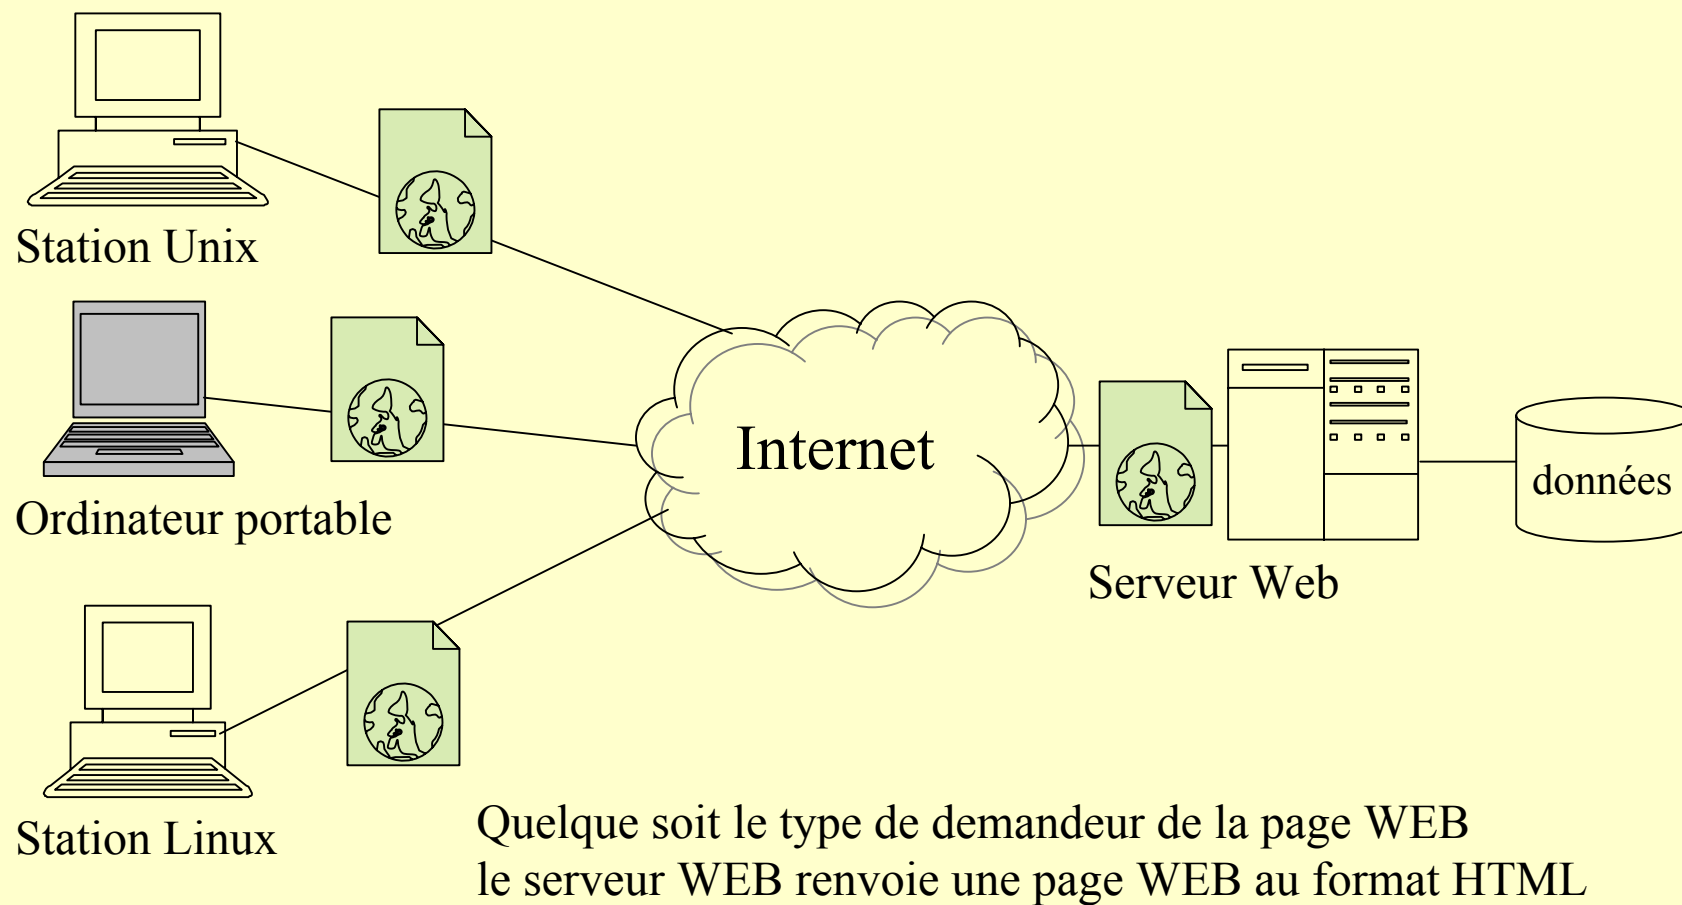 Station Unix
Ordinateur portable
Internet
données
Serveur Web
Station Linux
Quelque soit le type de demandeur de la page WEB
le serveur WEB renvoie une page WEB au format HTML